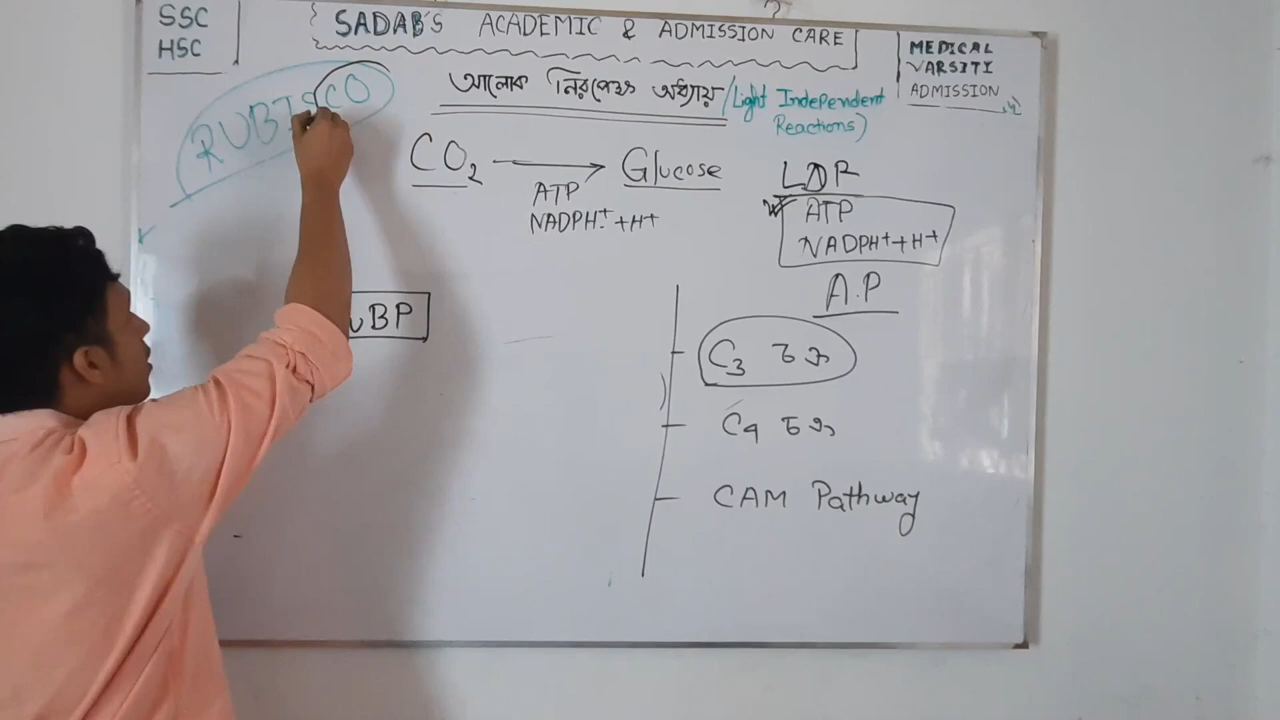 SSC
HSC
SADAB'S ACADEMIC & ADMISSION CARE
MEDICAL
VARSITI
ADMISSION
RUBISCO
আলোক নিরপেক্ষ অধ্যায় / Light Independent
Reactions)
CO2 → Glucose
ATP
NADPH+ + H+
LDR
ATP
NADPH+ + H+
A.P
uBP
C3 চক্র
C4 চক্র
CAM Pathway